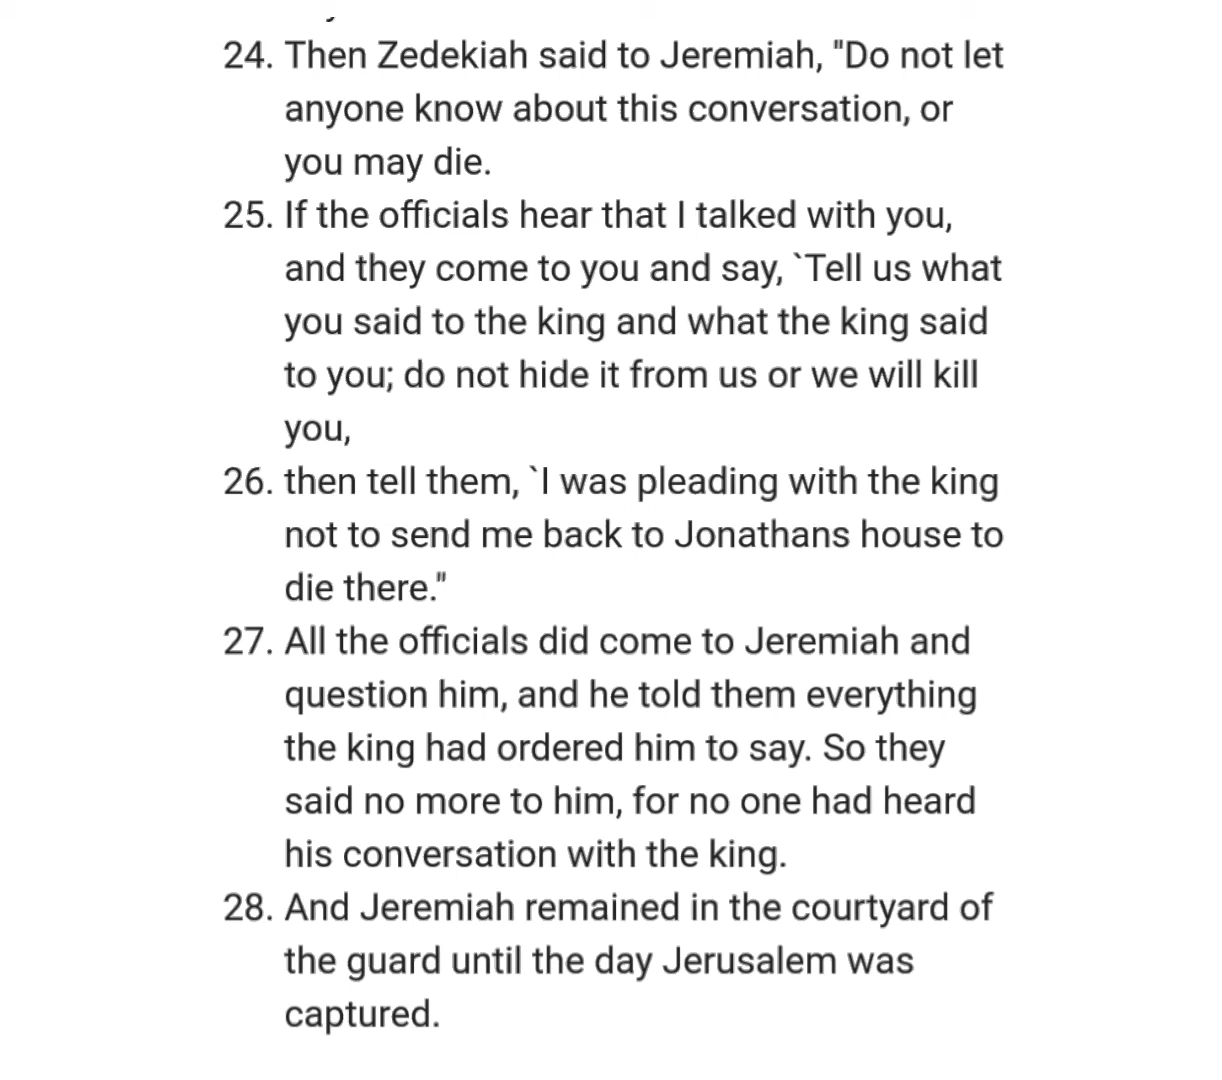 24. Then Zedekiah said to Jeremiah, "Do not let
anyone know about this conversation, or
you may die.
25. If the officials hear that I talked with you,
and they come to you and say, `Tell us what
you said to the king and what the king said
to you; do not hide it from us or we will kill
you,
26. then tell them, `I was pleading with the king
not to send me back to Jonathans house to
die there."
27. All the officials did come to Jeremiah and
question him, and he told them everything
the king had ordered him to say. So they
said no more to him, for no one had heard
his conversation with the king.
28. And Jeremiah remained in the courtyard of
the guard until the day Jerusalem was
captured.